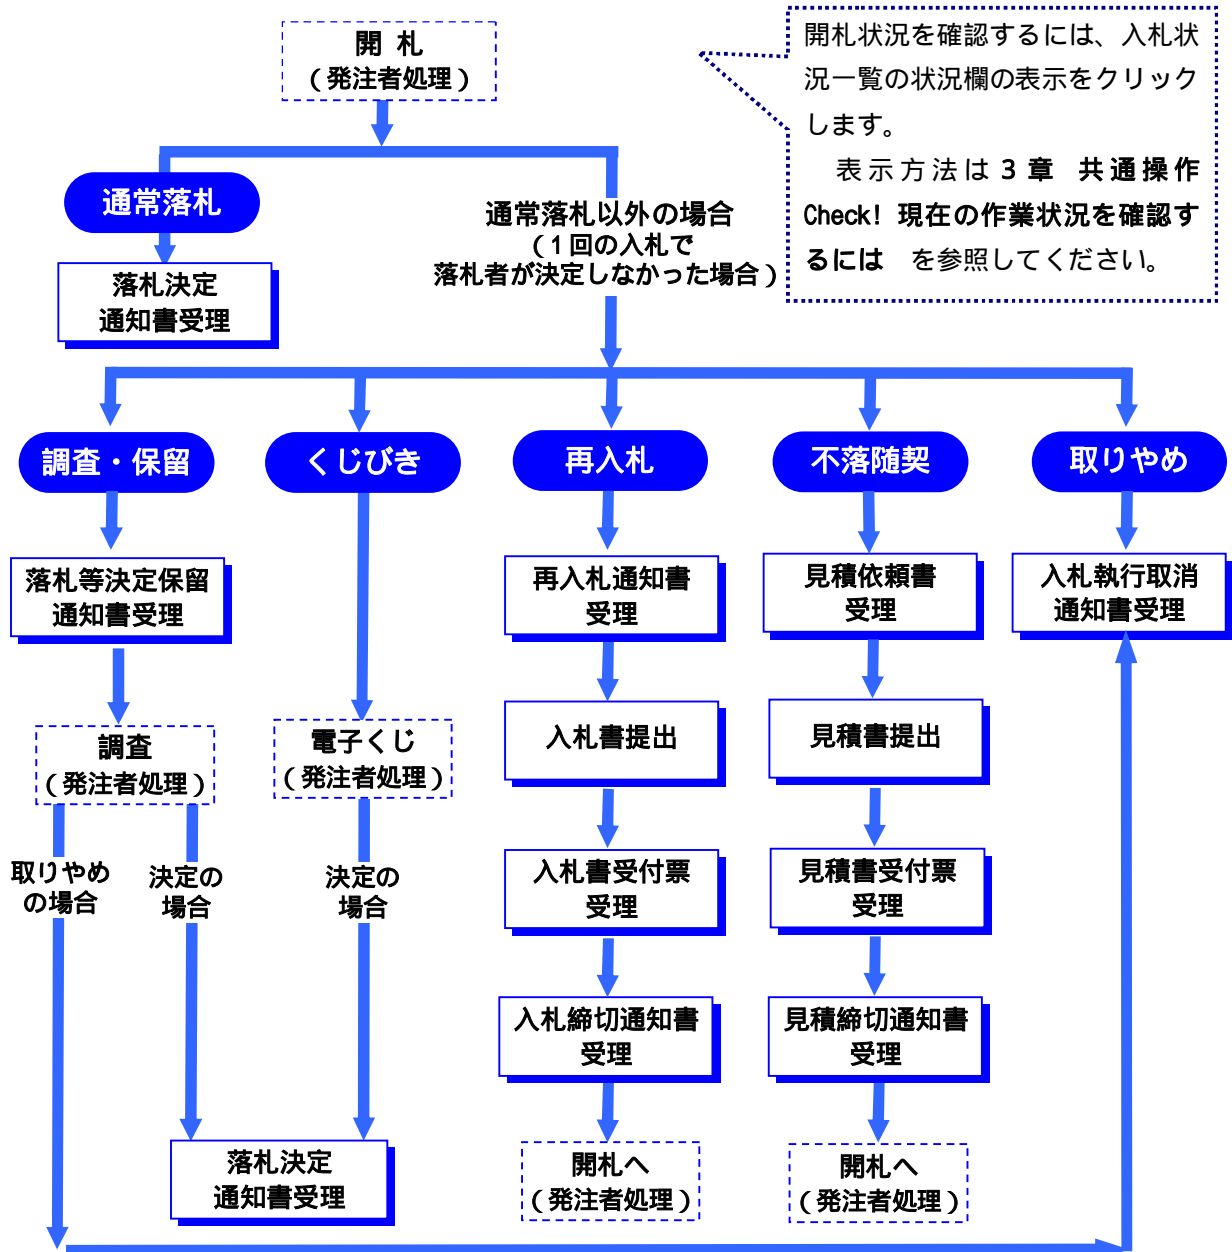 開 札
（発注者処理）
開札状況を確認するには、入札状
況一覧の状況欄の表示をクリック
します。
表示方法は３章 共通操作
Check! 現在の作業状況を確認す
るには　を参照してください。
通常落札
落札決定
通知書受理
通常落札以外の場合
（1回の入札で
落札者が決定しなかった場合）
調査・保留
くじびき
再入札
不落随契
取りやめ
落札等決定保留
通知書受理
再入札通知書
受理
見積依頼書
受理
入札執行取消
通知書受理
調査
（発注者処理）
電子くじ
（発注者処理）
入札書提出
見積書提出
取りやめ
の場合
決定の
場合
決定の
場合
入札書受付票
受理
見積書受付票
受理
入札締切通知書
受理
見積締切通知書
受理
落札決定
通知書受理
開札へ
（発注者処理）
開札へ
（発注者処理）